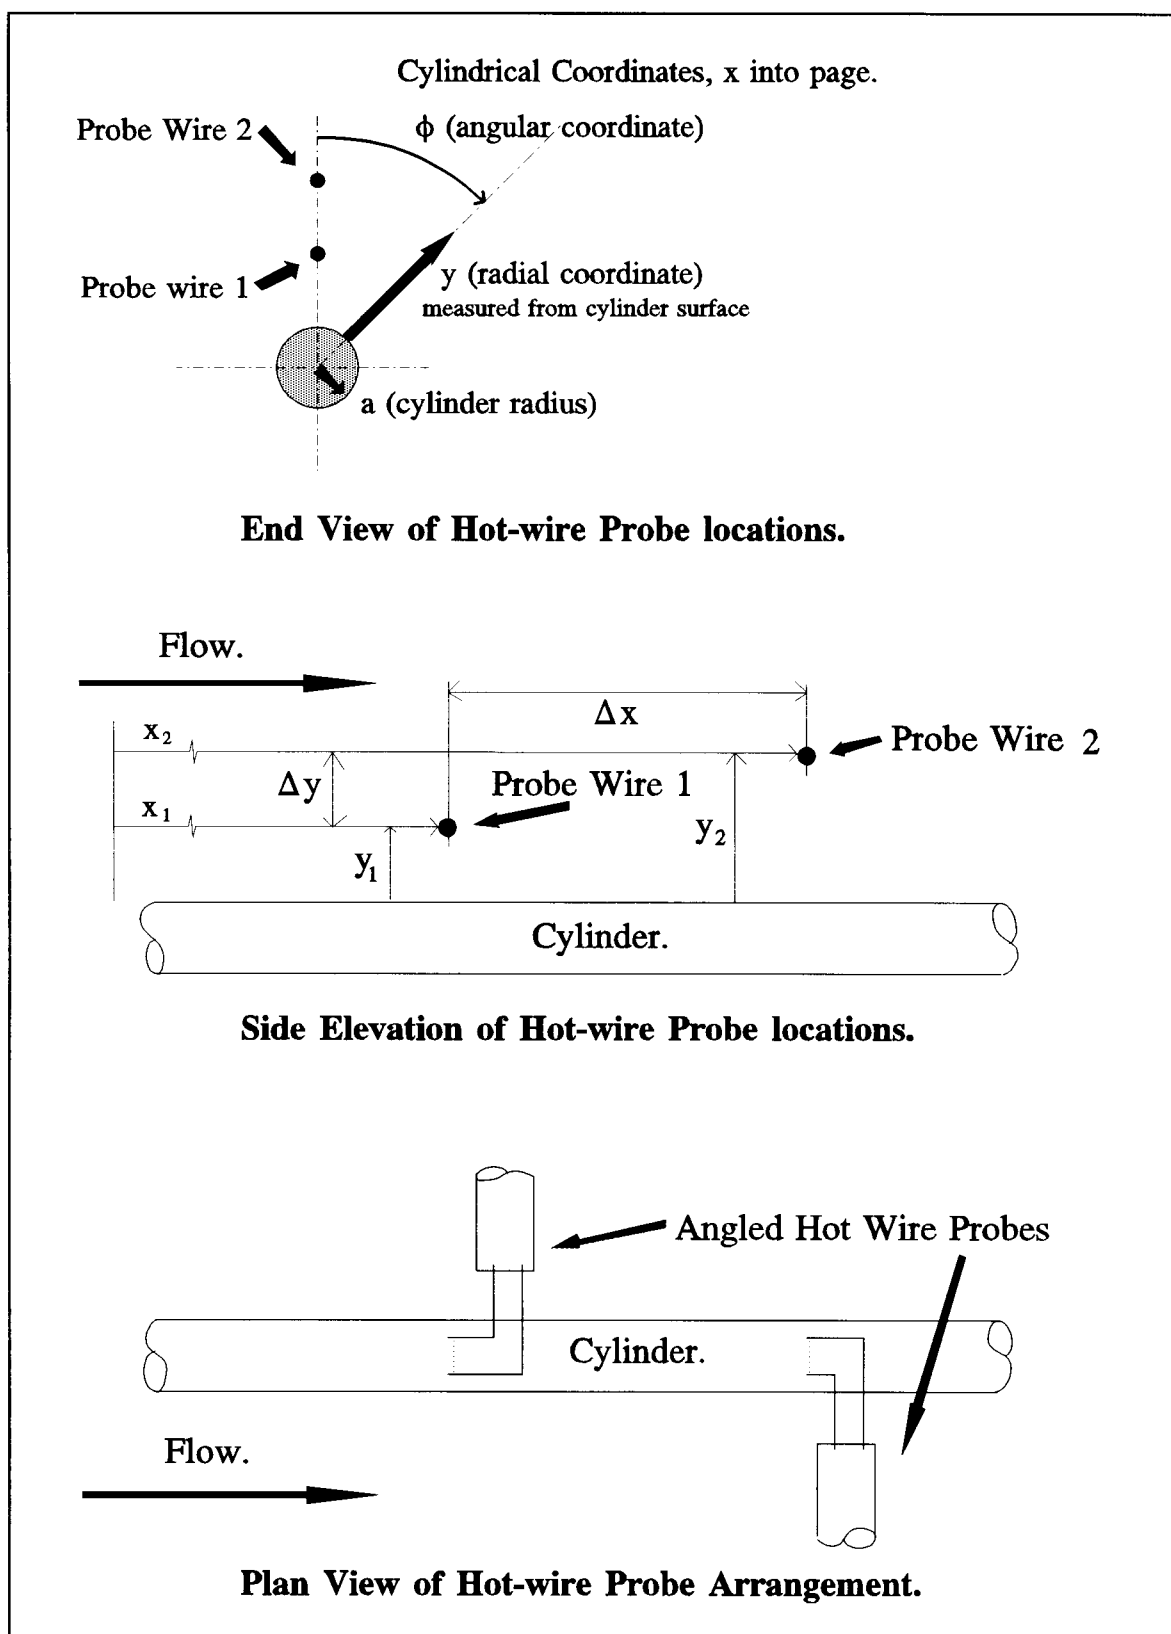 Cylindrical Coordinates, x into page.
Probe Wire 2
ϕ (angular coordinate)
Probe wire 1
y (radial coordinate)
measured from cylinder surface
a (cylinder radius)
End View of Hot-wire Probe locations.
Flow.
Δx
x₂
Probe Wire 2
Δy
Probe Wire 1
x₁
y₂
y₁
Cylinder.
Side Elevation of Hot-wire Probe locations.
Angled Hot Wire Probes
Cylinder.
Flow.
Plan View of Hot-wire Probe Arrangement.